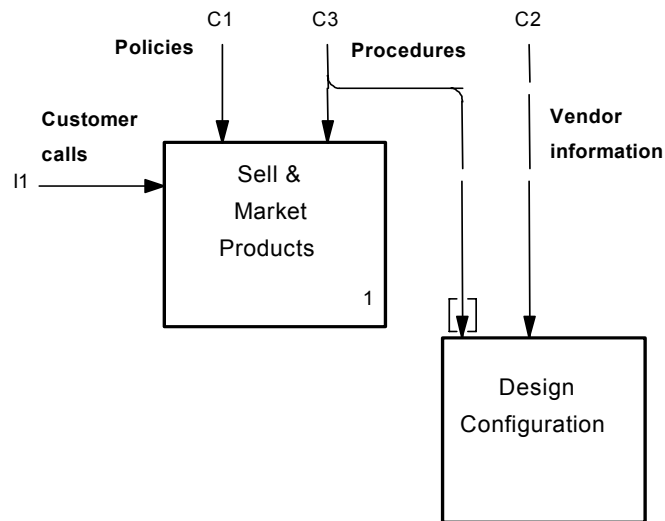 C1 C3 C2
Policies Procedures
Customer calls
Vendor information
I1
Sell &
Market
Products
1
Design
Configuration